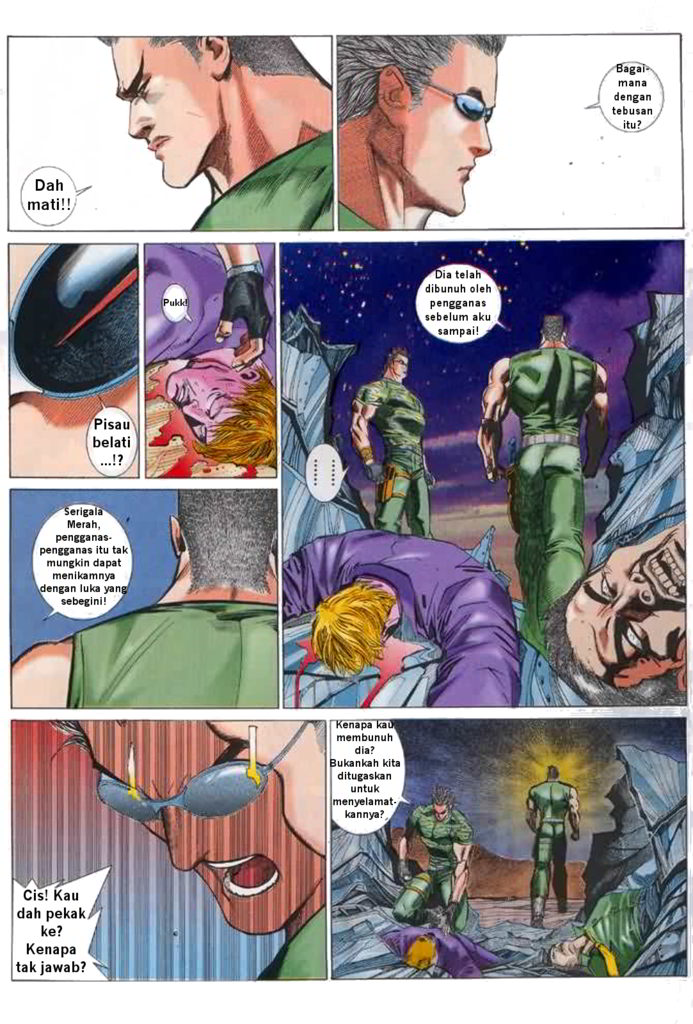 Dah
mati!!
Bagai-
mana
dengan
tebusan
itu?
Pisau
belati
...!?
Pukk!
Dia telah
dibunuh oleh
pengganas
sebelum aku
sampai!
Serigala
Merah,
pengganas-
pengganas itu tak
mungkin dapat
menikamnya
dengan luka yang
sebegini!
Cis! Kau
dah pekak
ke?
Kenapa
tak jawab?
Kenapa kau
membunuh
dia?
Bukankah kita
ditugaskan
untuk
menyelamat-
kannya?